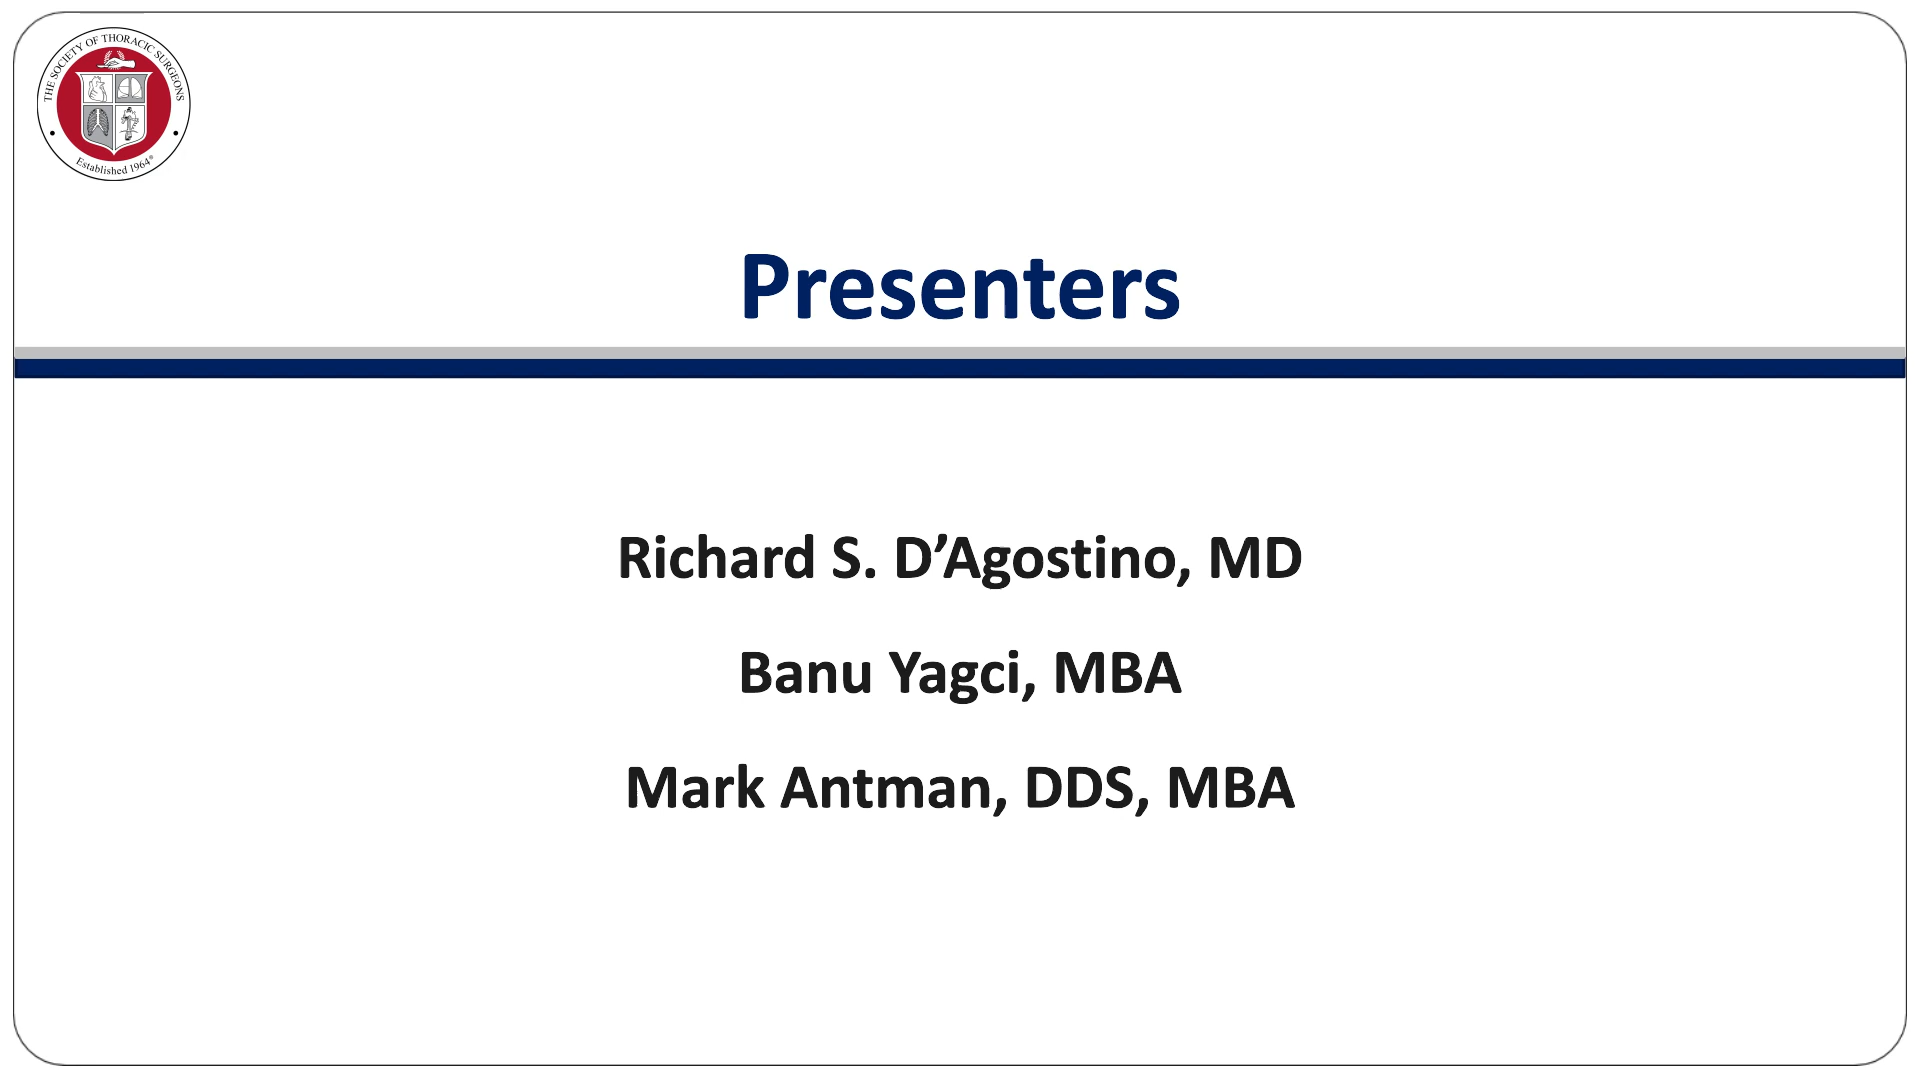 THE SOCIETY OF THORACIC SURGEONS
Established 1964®
Presenters
Richard S. D’Agostino, MD
Banu Yagci, MBA
Mark Antman, DDS, MBA